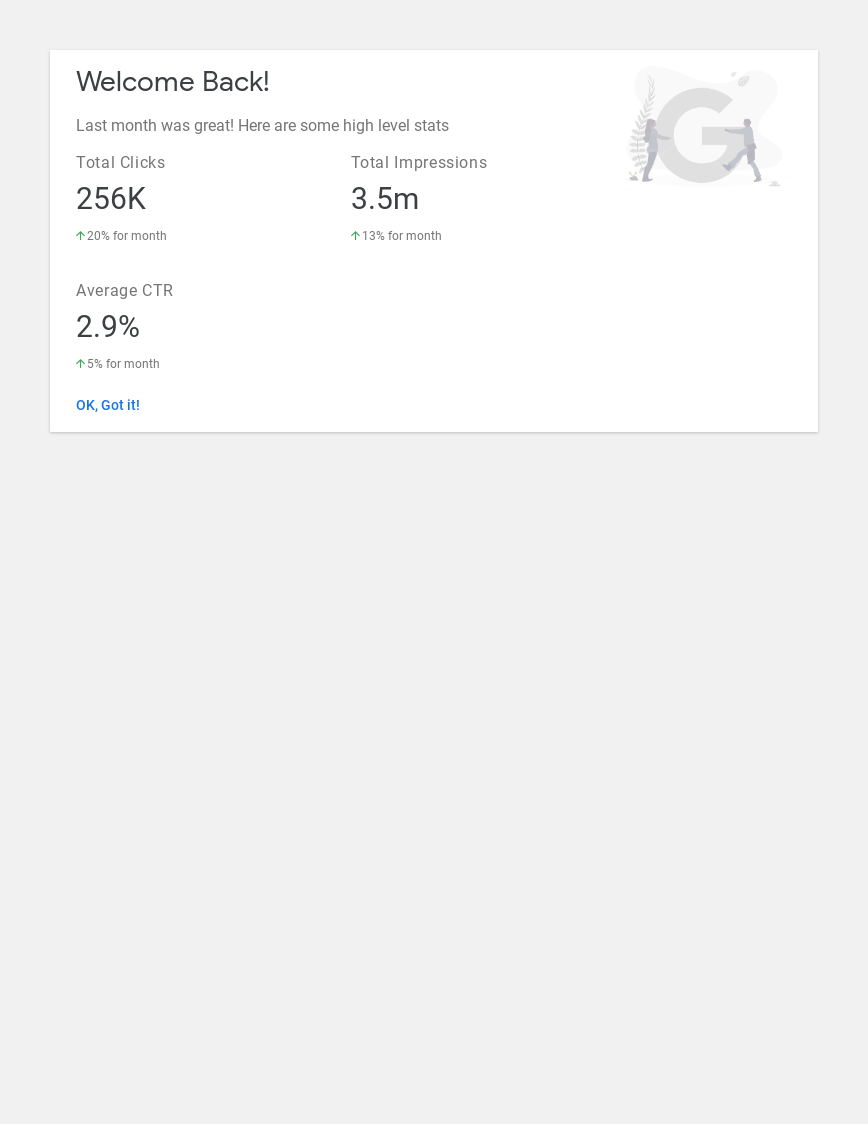 Welcome Back!
Last month was great! Here are some high level stats
Total Clicks
256K
20% for month
Total Impressions
3.5m
13% for month
Average CTR
2.9%
5% for month
OK, Got it!